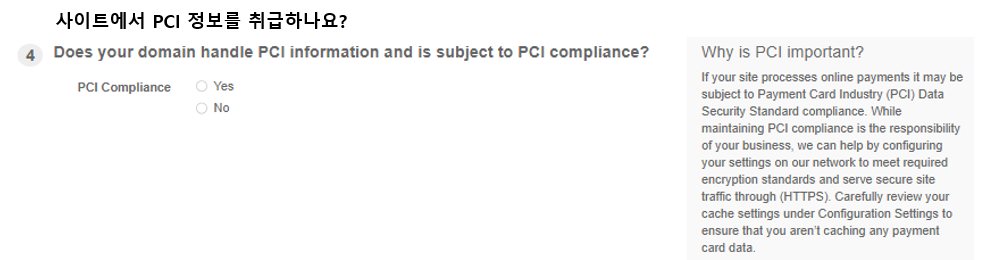 사이트에서 PCI 정보를 취급하나요?
4 Does your domain handle PCI information and is subject to PCI compliance?
PCI Compliance
Yes
No
Why is PCI important?
If your site processes online payments it may be
subject to Payment Card Industry (PCI) Data
Security Standard compliance. While
maintaining PCI compliance is the responsibility
of your business, we can help by configuring
your settings on our network to meet required
encryption standards and serve secure site
traffic through (HTTPS). Carefully review your
cache settings under Configuration Settings to
ensure that you aren't caching any payment
card data.